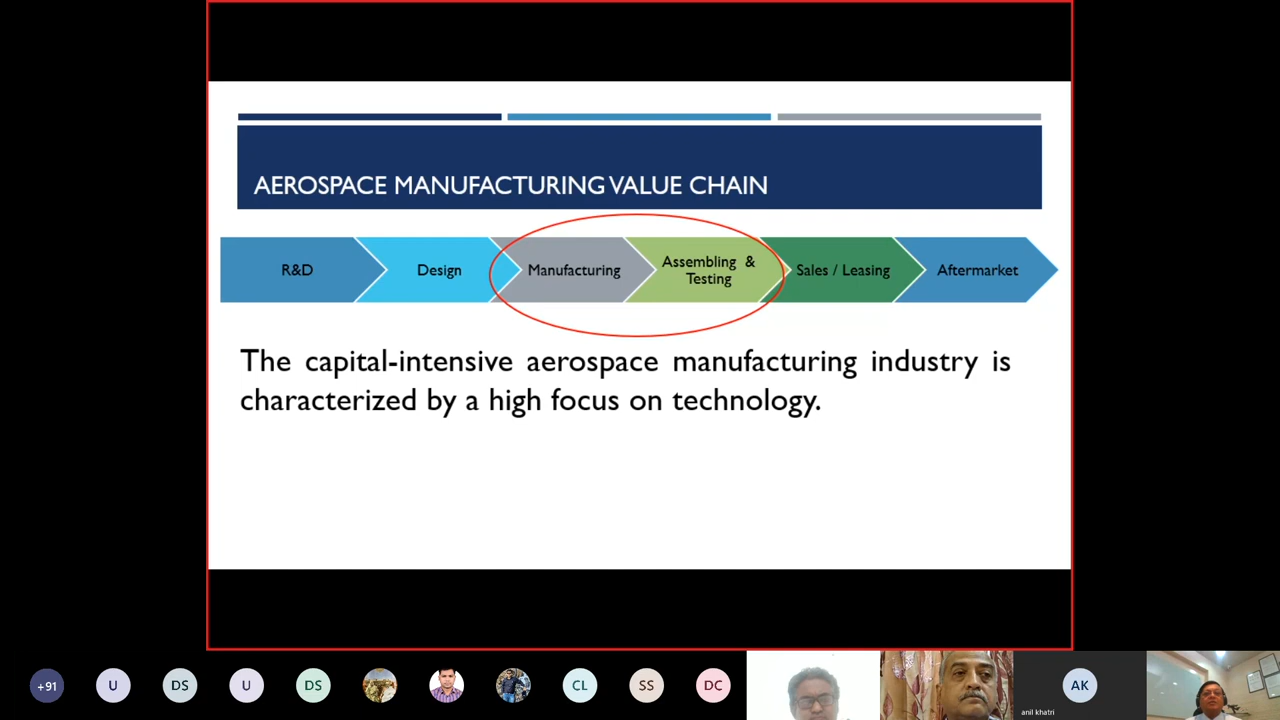 AEROSPACE MANUFACTURING VALUE CHAIN
R&D
Design
Manufacturing
Assembling &
Testing
Sales / Leasing
Aftermarket
The capital-intensive aerospace manufacturing industry is
characterized by a high focus on technology.
+91
U
DS
U
DS
CL
SS
DC
AK
anil khatri